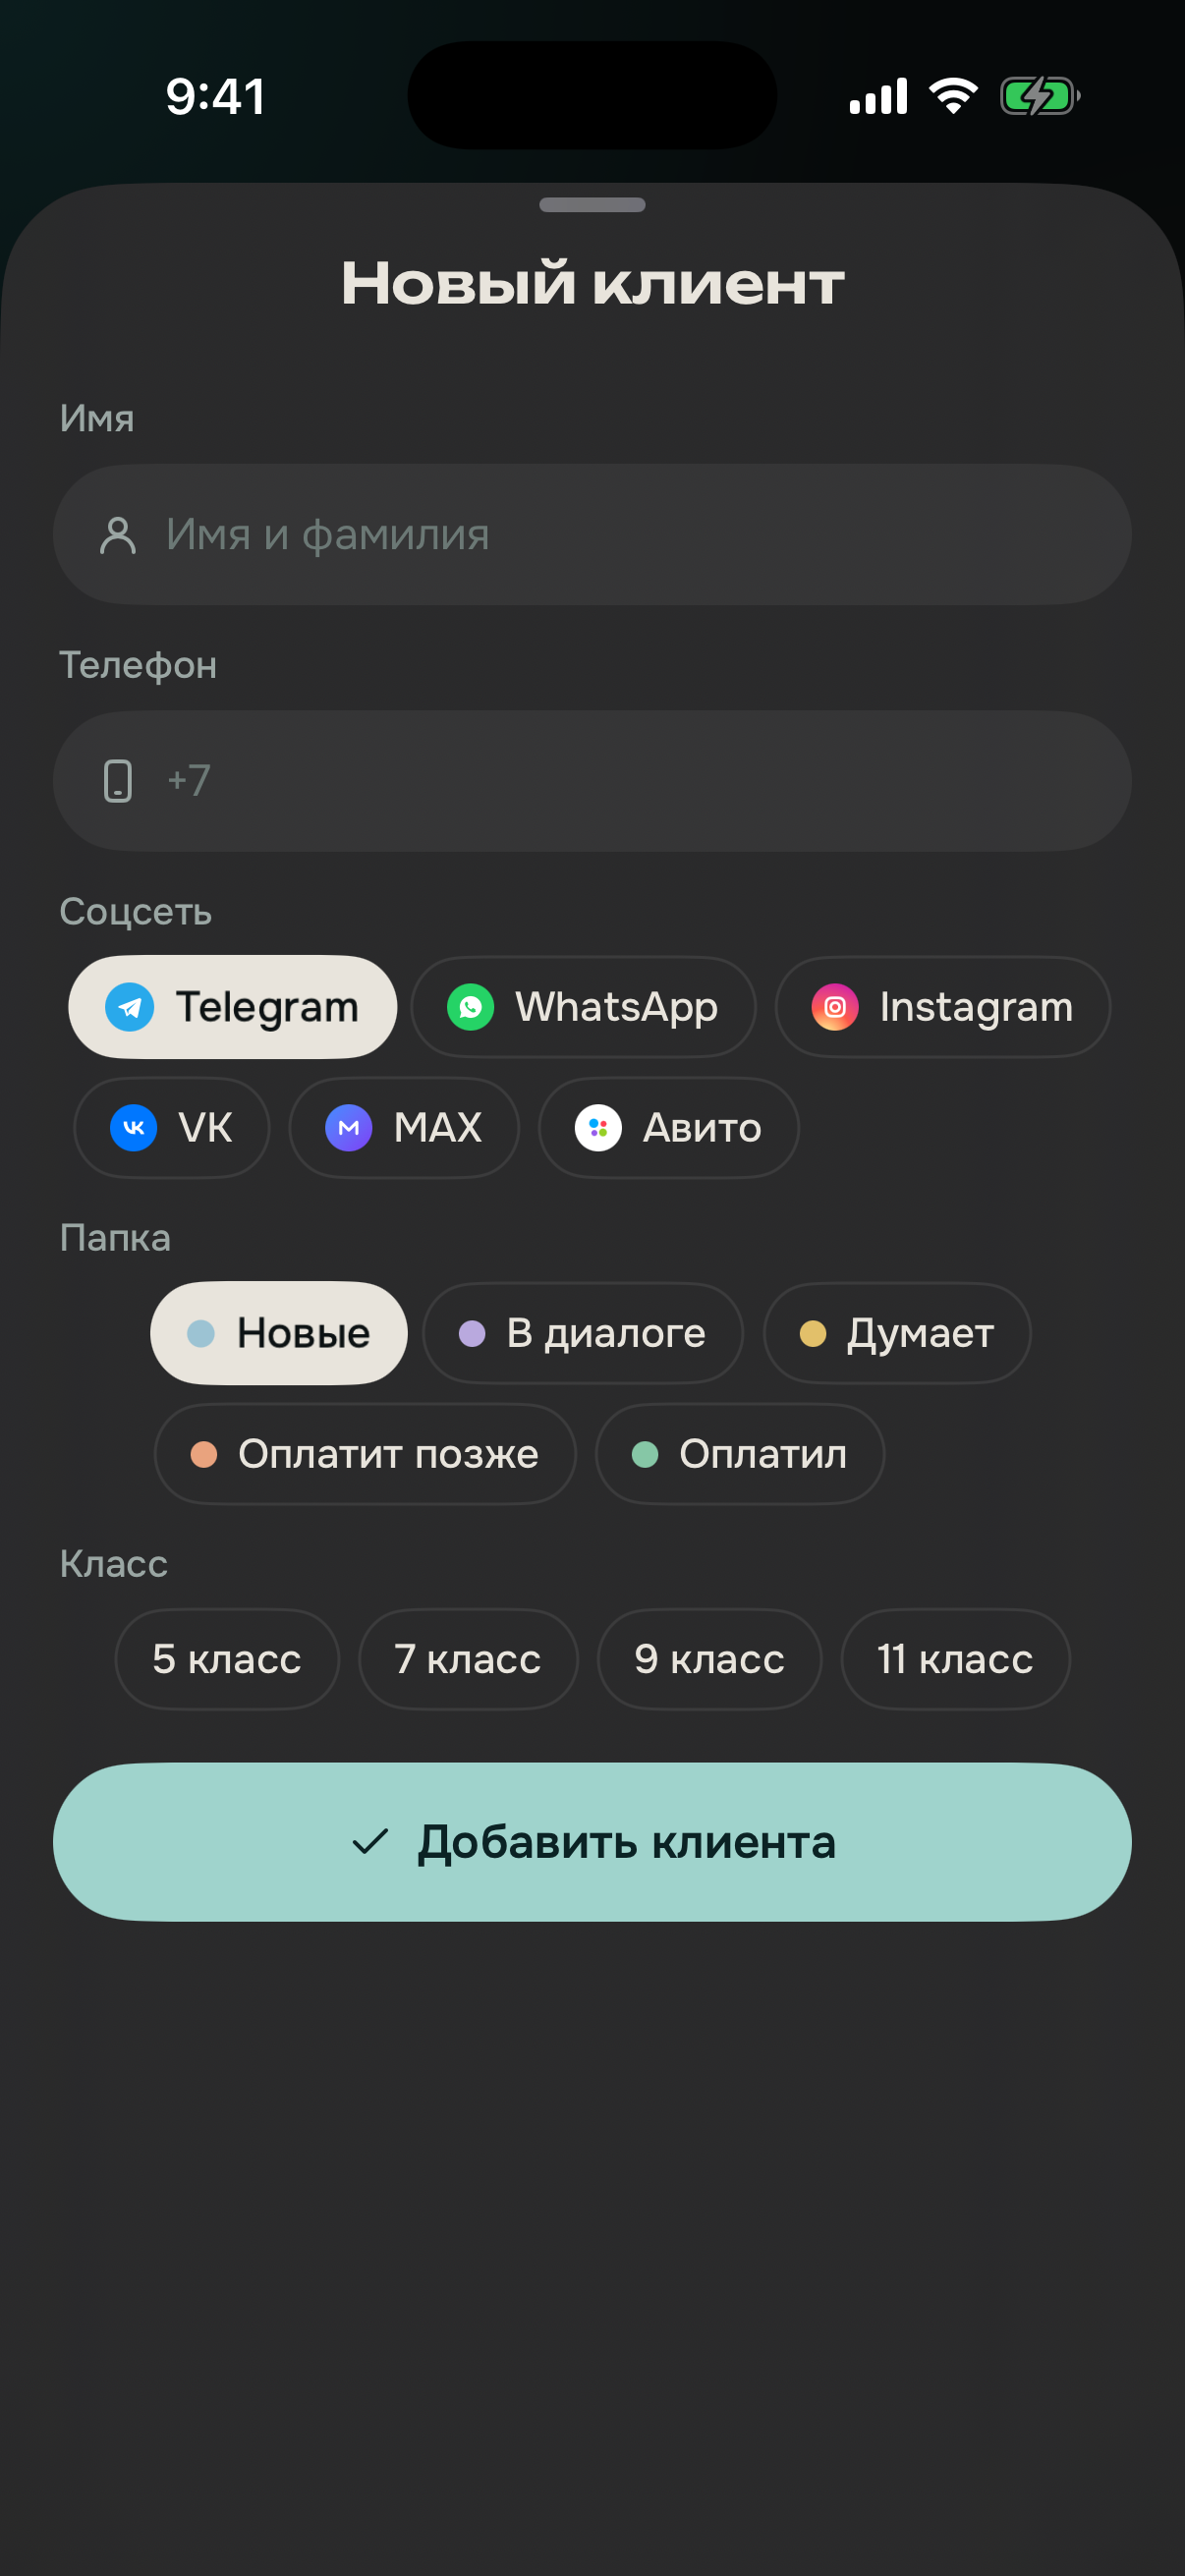 9:41
Новый клиент
Имя
Имя и фамилия
Телефон
+7
Соцсеть
Telegram WhatsApp Instagram
VK MAX Авито
Папка
Новые В диалоге Думает
Оплатит позже Оплатил
Класс
5 класс 7 класс 9 класс 11 класс
Добавить клиента